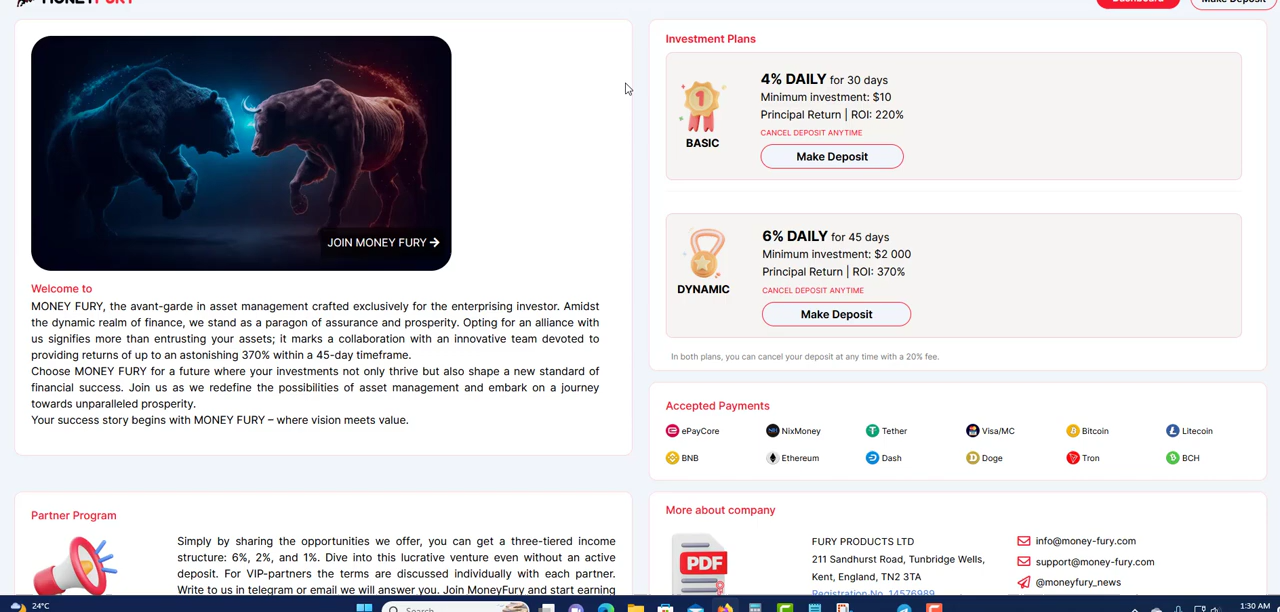 MONEYFURY
Dashboard
Make Deposit
JOIN MONEY FURY
Welcome to
MONEY FURY, the avant-garde in asset management crafted exclusively for the enterprising investor. Amidst
the dynamic realm of finance, we stand as a paragon of assurance and prosperity. Opting for an alliance with
us signifies more than entrusting your assets; it marks a collaboration with an innovative team devoted to
providing returns of up to an astonishing 370% within a 45-day timeframe.
Choose MONEY FURY for a future where your investments not only thrive but also shape a new standard of
financial success. Join us as we redefine the possibilities of asset management and embark on a journey
towards unparalleled prosperity.
Your success story begins with MONEY FURY – where vision meets value.
Investment Plans
1
BASIC
4% DAILY for 30 days
Minimum investment: $10
Principal Return | ROI: 220%
CANCEL DEPOSIT ANYTIME
Make Deposit
DYNAMIC
6% DAILY for 45 days
Minimum investment: $2 000
Principal Return | ROI: 370%
CANCEL DEPOSIT ANYTIME
Make Deposit
In both plans, you can cancel your deposit at any time with a 20% fee.
Accepted Payments
ePayCore NixMoney Tether Visa/MC Bitcoin Litecoin
BNB Ethereum Dash Doge Tron BCH
Partner Program
Simply by sharing the opportunities we offer, you can get a three-tiered income
structure: 6%, 2%, and 1%. Dive into this lucrative venture even without an active
deposit. For VIP-partners the terms are discussed individually with each partner.
Write to us in telegram or email we will answer you. Join MoneyFury and start earning
More about company
PDF
FURY PRODUCTS LTD
211 Sandhurst Road, Tunbridge Wells,
Kent, England, TN2 3TA
Registration No. 14576989
info@money-fury.com
support@money-fury.com
@moneyfury_news
24°C
Search
1:30 AM